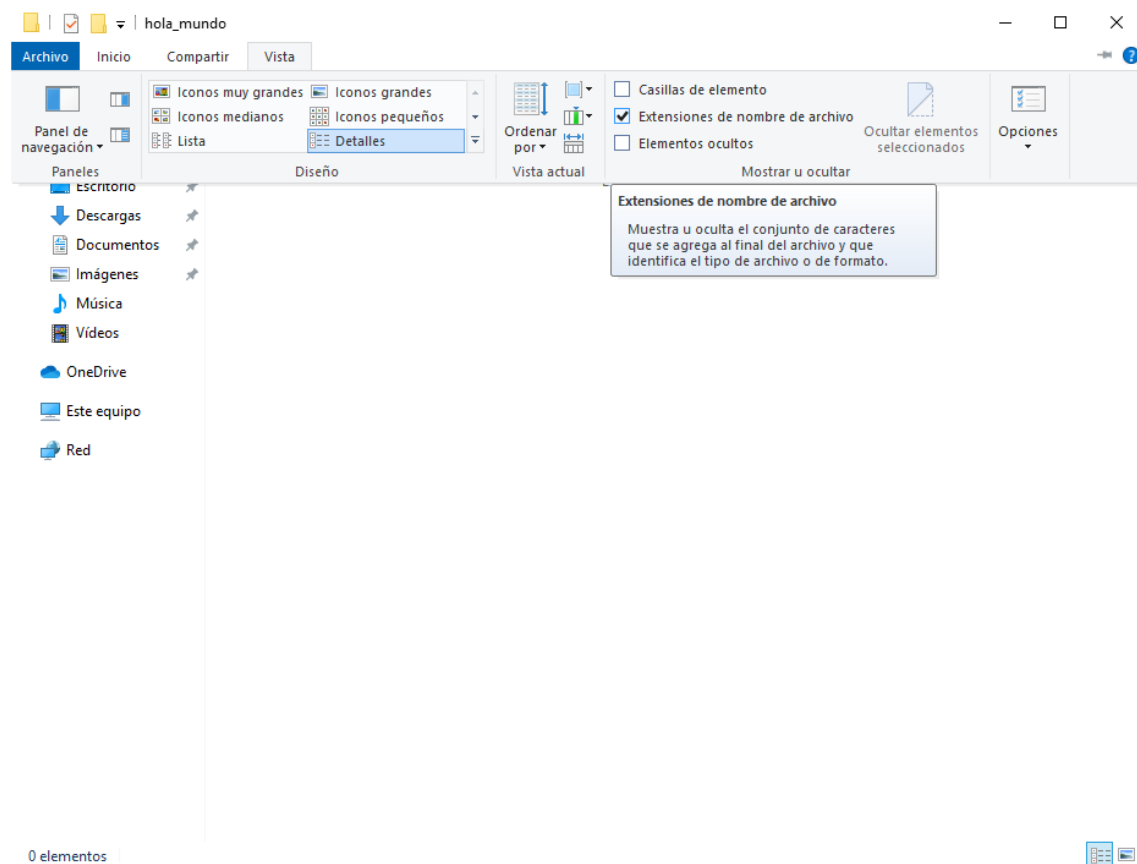 hola_mundo
Archivo Inicio Compartir Vista
Panel de navegación
Iconos muy grandes Iconos grandes
Iconos medianos Iconos pequeños
Lista Detalles
Ordenar por
Casillas de elemento
Extensiones de nombre de archivo
Elementos ocultos
Ocultar elementos seleccionados
Opciones
Paneles Diseño Vista actual Mostrar u ocultar
Escritorio
Extensiones de nombre de archivo
Muestra u oculta el conjunto de caracteres
que se agrega al final del archivo y que
identifica el tipo de archivo o de formato.
Descargas
Documentos
Imágenes
Música
Vídeos
OneDrive
Este equipo
Red
0 elementos